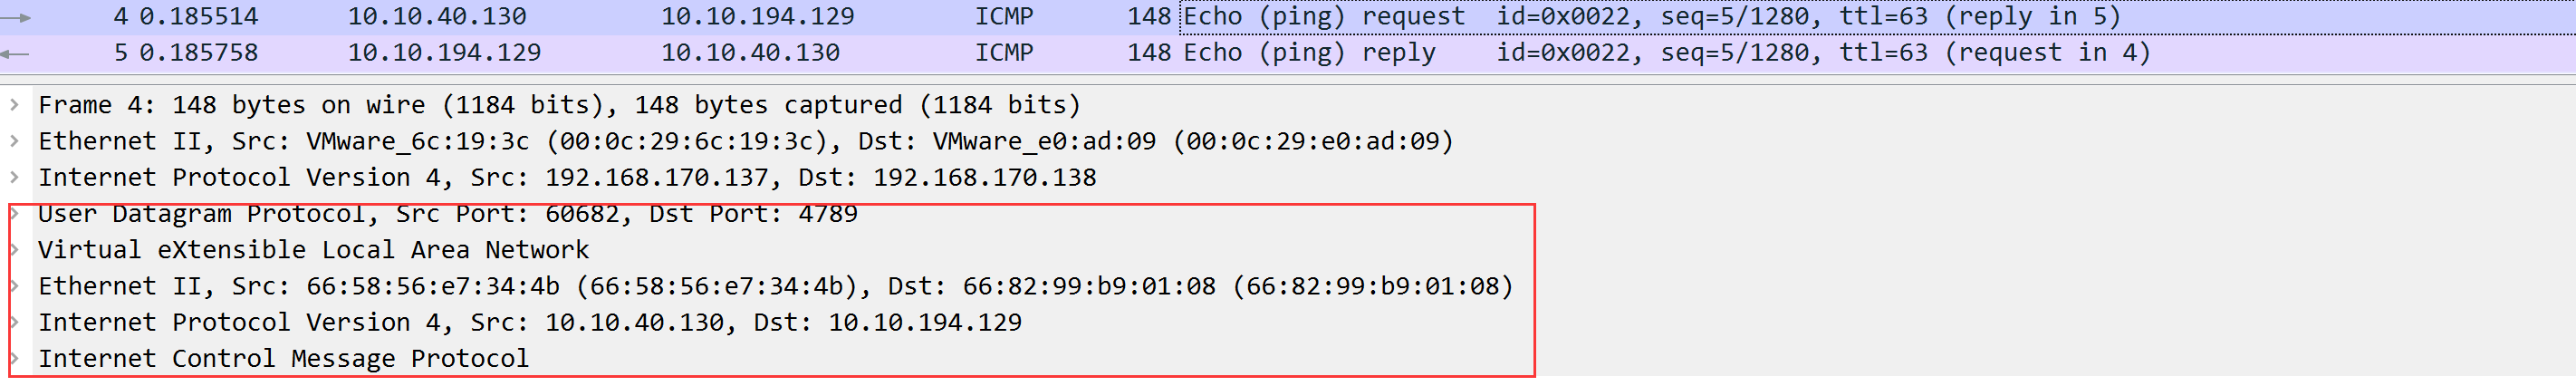 4 0.185514 10.10.40.130 10.10.194.129 ICMP 148 Echo (ping) request id=0x0022, seq=5/1280, ttl=63 (reply in 5)
5 0.185758 10.10.194.129 10.10.40.130 ICMP 148 Echo (ping) reply id=0x0022, seq=5/1280, ttl=63 (request in 4)
Frame 4: 148 bytes on wire (1184 bits), 148 bytes captured (1184 bits)
Ethernet II, Src: VMware_6c:19:3c (00:0c:29:6c:19:3c), Dst: VMware_e0:ad:09 (00:0c:29:e0:ad:09)
Internet Protocol Version 4, Src: 192.168.170.137, Dst: 192.168.170.138
User Datagram Protocol, Src Port: 60682, Dst Port: 4789
Virtual eXtensible Local Area Network
Ethernet II, Src: 66:58:56:e7:34:4b (66:58:56:e7:34:4b), Dst: 66:82:99:b9:01:08 (66:82:99:b9:01:08)
Internet Protocol Version 4, Src: 10.10.40.130, Dst: 10.10.194.129
Internet Control Message Protocol